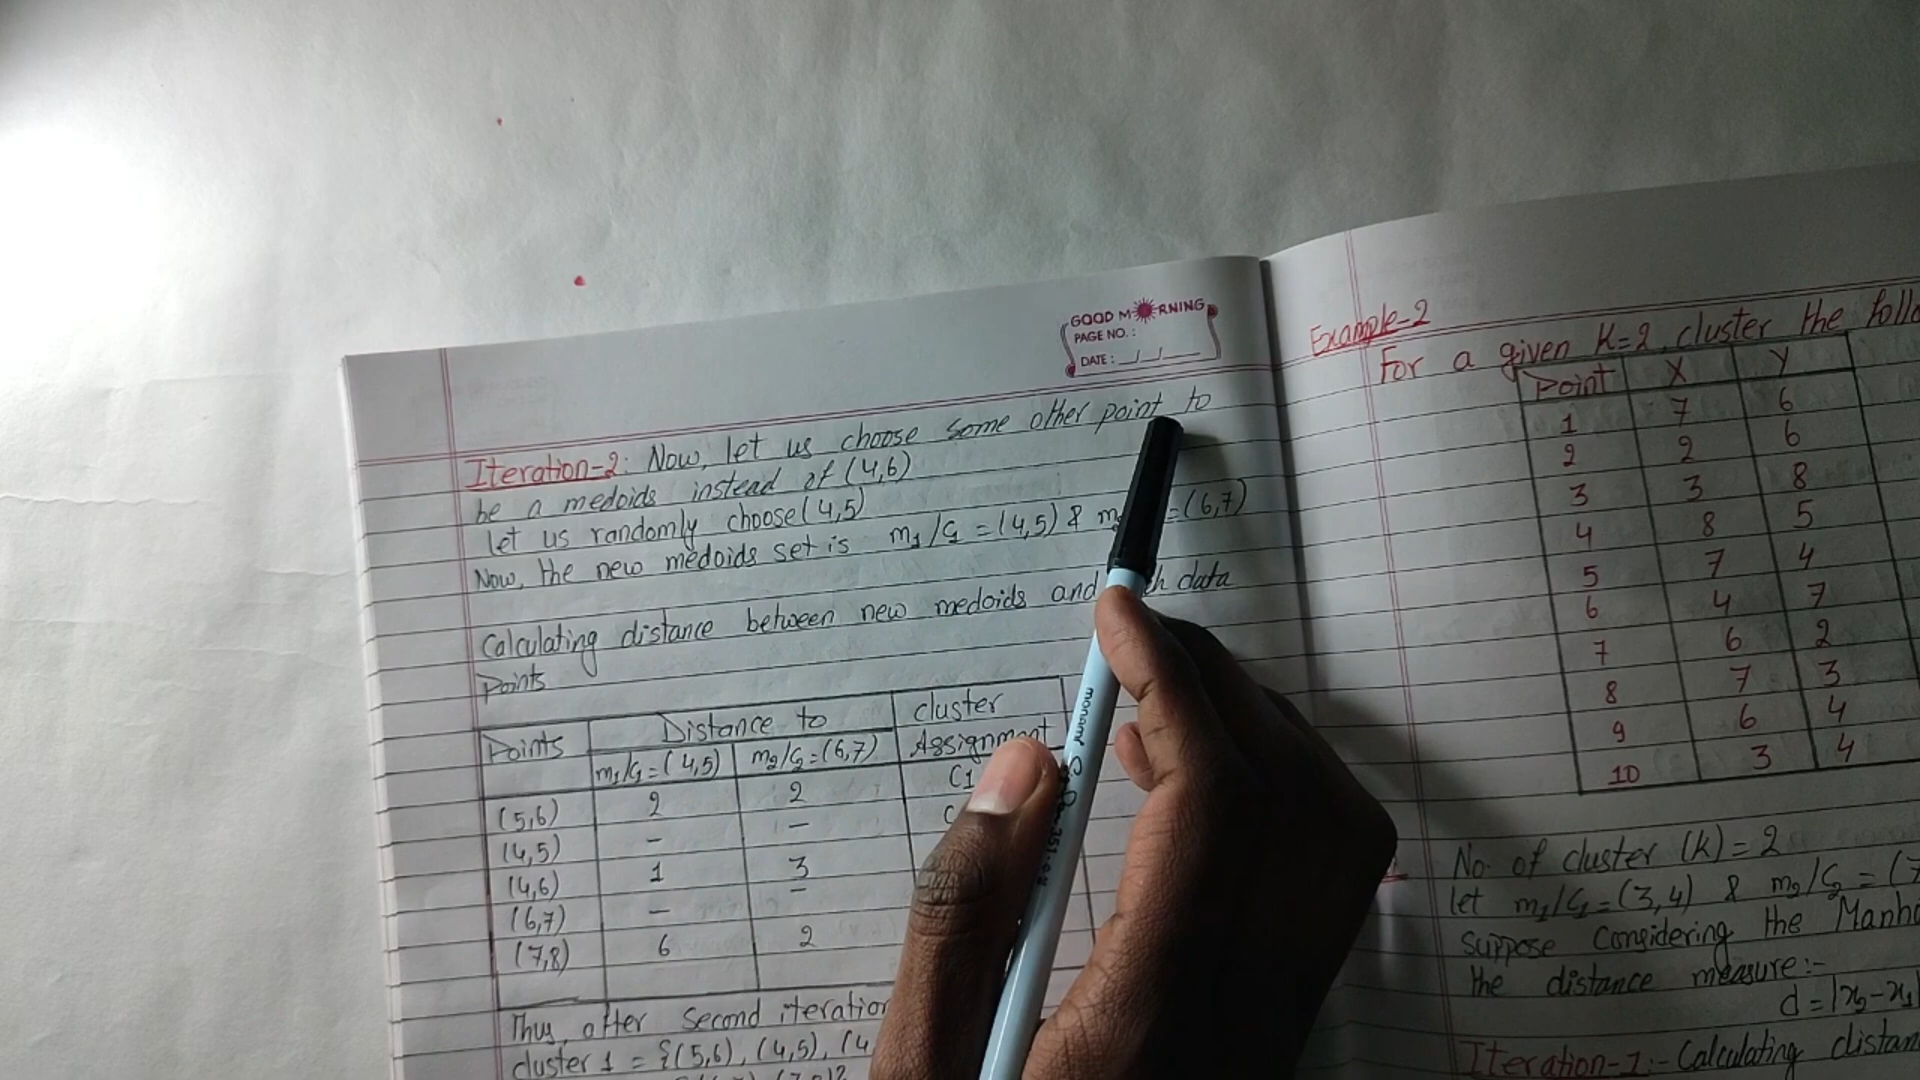 GOOD MORNING
PAGE NO. :
DATE :
Iteration-2: Now, let us choose some other point to
be a medoids instead of (4,6)
let us randomly choose (4,5)
Now, the new medoids set is m1/C1 = (4,5) & = (6,7)
Calculating distance between new medoids and data
Points
Points Distance to cluster
m1/C1 = (4,5) m2/C2 = (6,7) Assignment
(5,6) 2 2 C1
(4,5) - -
(4,6) 1 3
(6,7) - -
(7,8) 6 2
Thus, after second iteration
cluster 1 = {(5,6), (4,5), (4
Example-2
For a given K=2, cluster the
Point X Y
1 7 6
2 2 6
3 3 8
4 8 5
5 7 4
6 4 7
7 6 2
8 7 3
9 6 4
10 3 4
No. of cluster (k) = 2
let m1/C1 = (3,4) & m2/C2 = (7
suppose Considering the
the distance measure:-
d = |x2-x1|
Iteration-1:- Calculating